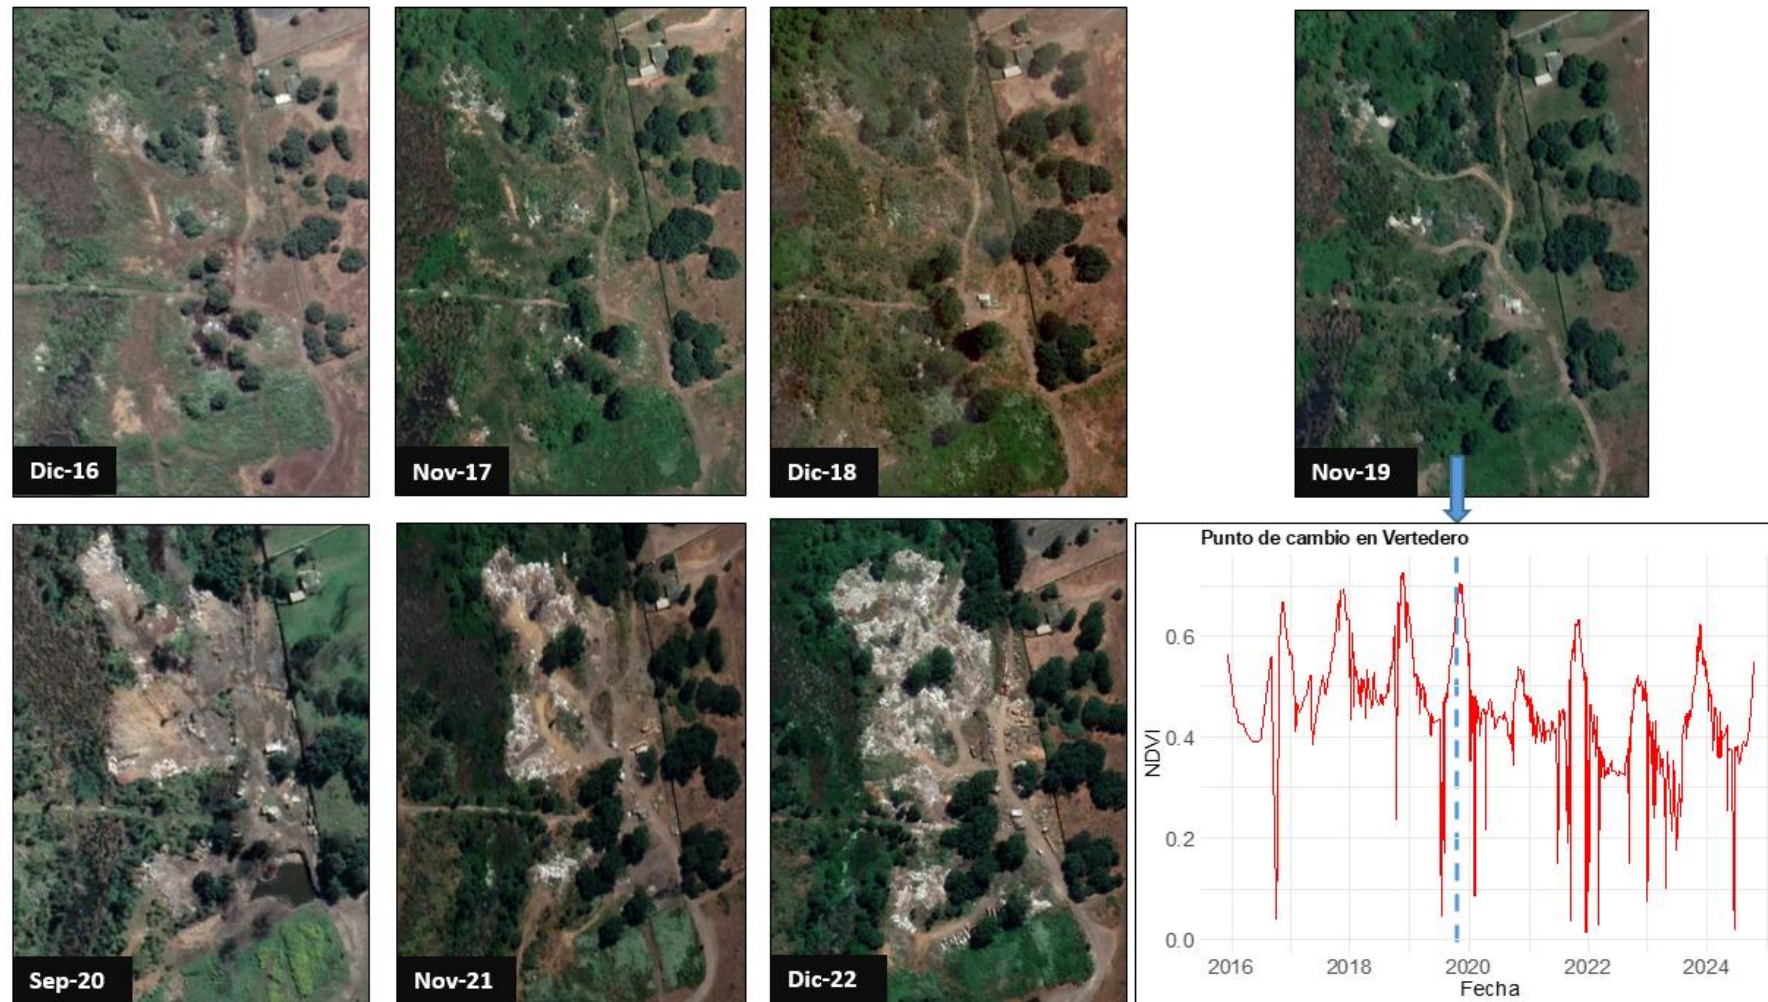 Dic-16
Nov-17
Dic-18
Nov-19
Sep-20
Nov-21
Dic-22
Punto de cambio en Vertedero
NDVI
0.6
0.4
0.2
0.0
2016 2018 2020 2022 2024
Fecha